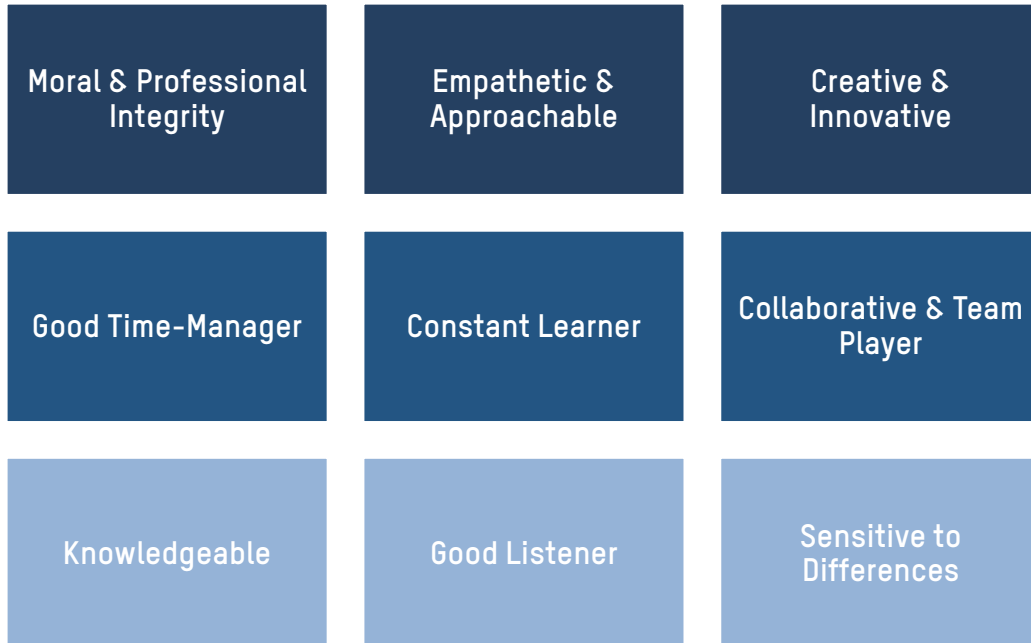 Moral & Professional
Integrity
Empathetic &
Approachable
Creative &
Innovative
Good Time-Manager
Constant Learner
Collaborative & Team
Player
Knowledgeable
Good Listener
Sensitive to
Differences